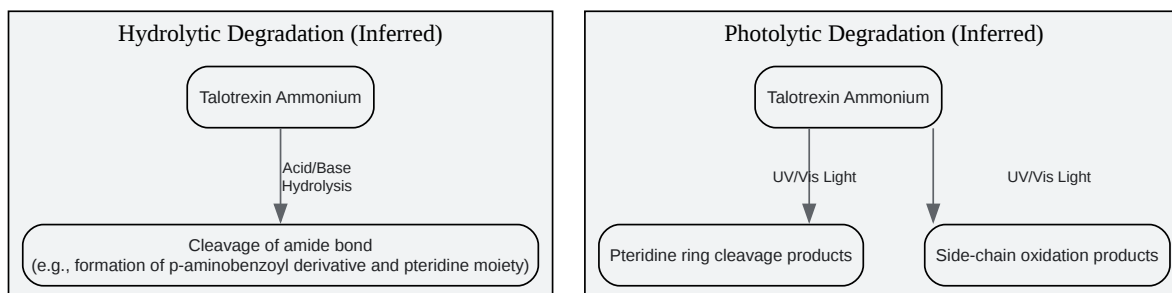 Hydrolytic Degradation (Inferred)
Talotrexin Ammonium
Acid/Base
Hydrolysis
Cleavage of amide bond
(e.g., formation of p-aminobenzoyl derivative and pteridine moiety)
Photolytic Degradation (Inferred)
Talotrexin Ammonium
UV/Vis Light
UV/Vis Light
Pteridine ring cleavage products
Side-chain oxidation products